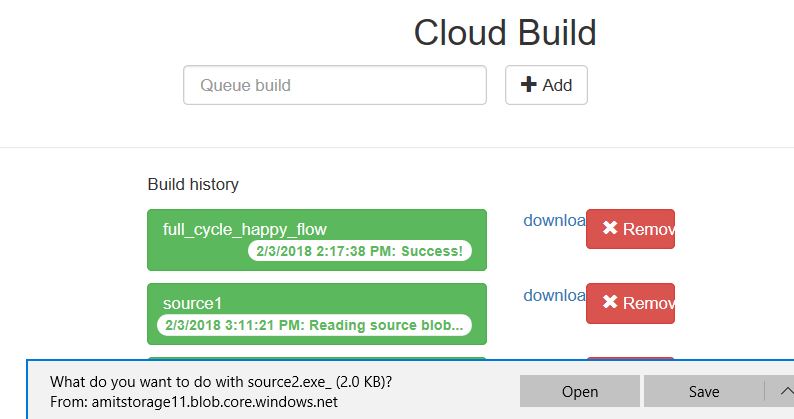 Cloud Build
Queue build
Add
Build history
full_cycle_happy_flow
2/3/2018 2:17:38 PM: Success!
downloa
Remov
source1
2/3/2018 3:11:21 PM: Reading source blob...
downloa
Remov
What do you want to do with source2.exe_ (2.0 KB)?
From: amitstorage11.blob.core.windows.net
Open
Save